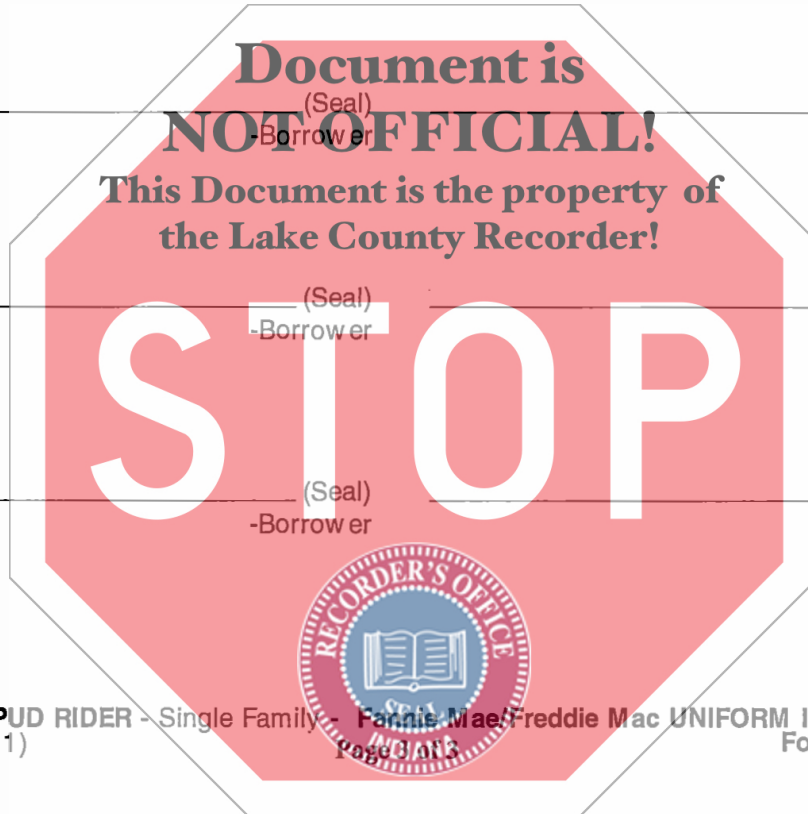 Document is
(Seal)
NOT OFFICIAL!
-Borrower
This Document is the property of
the Lake County Recorder!
(Seal)
-Borrower
STOP
(Seal)
-Borrower
RECORDER'S OFFICE
SEAL
INDIANA
PUD RIDER - Single Family - Fannie Mae/Freddie Mac UNIFORM I
1)
Page 3 of 3
Fo